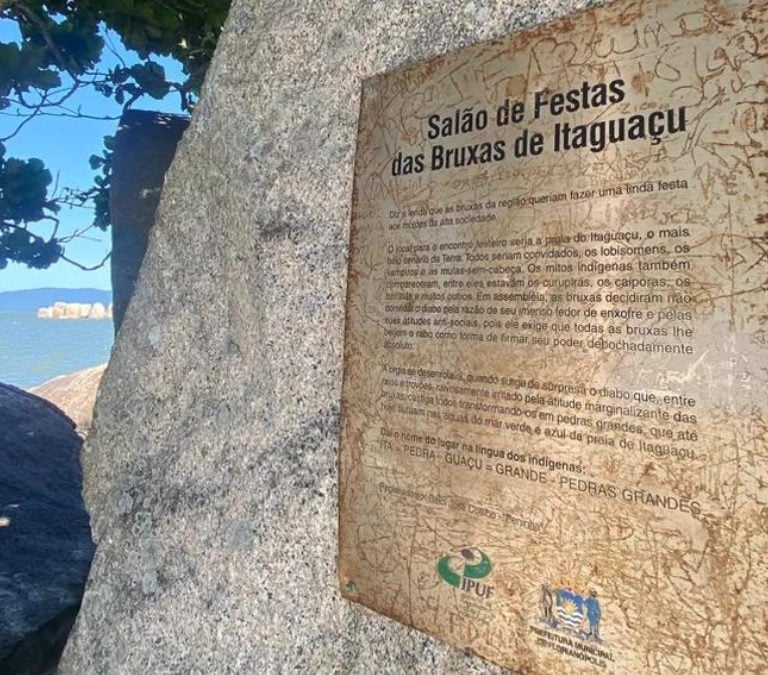 Salão de Festas
das Bruxas de Itaguaçu
Diz a lenda que as bruxas da região queriam fazer uma linda festa
aos moldes da alta sociedade.
O local para o encontro festeiro seria a praia do Itaguaçu, o mais
belo cenário da Terra. Todos seriam convidados, os lobisomens, os
vampiros e as mulas-sem-cabeça. Os mitos indígenas também
compareceram, entre eles estavam os curupiras, os caiporas, os
boitatás e muitos outros. Em assembléia, as bruxas decidiram não
convidar o diabo pela razão de seu imenso fedor de enxofre e pelas
suas atitudes anti-sociais, pois ele exige que todas as bruxas lhe
beijem o rabo como forma de firmar seu poder debochadamente
absoluto.
A orgia se desenrolava, quando surge de surpresa o diabo que, entre
raios e trovões, raivosamente irritado pela atitude marginalizante das
bruxas, castiga todos transformando-os em pedras grandes, que até
hoje flutuam nas águas do mar verde e azul da praia de Itaguaçu.
Daí o nome do lugar na língua dos indígenas:
ITA = PEDRA - GUAÇU = GRANDE - PEDRAS GRANDES.
"Peninha"
IPUF
PREFEITURA MUNICIPAL
DE FLORIANÓPOLIS